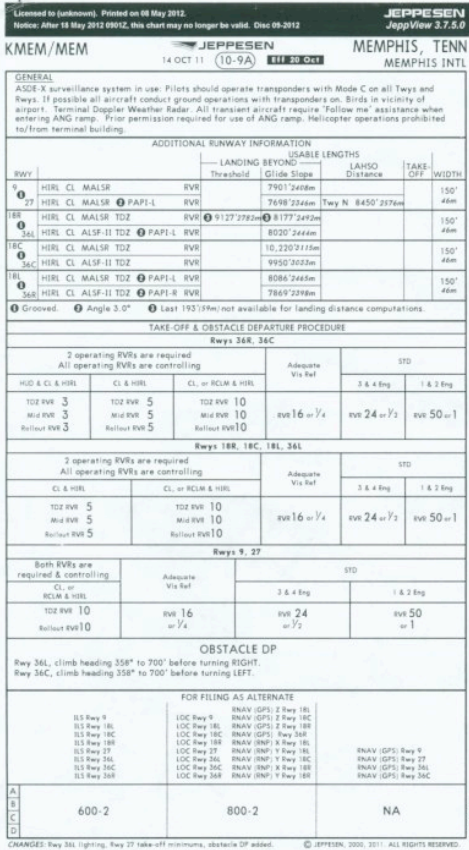 Licensed to (unknown). Printed on 08 May 2012.
Notice: After 18 May 2012 0901Z, this chart may no longer be valid. Disc 09-2012
JEPPESEN
JeppView 3.7.5.0
KMEM/MEM
JEPPESEN
MEMPHIS, TENN
14 OCT 11 10-9A Eff 20 Oct
MEMPHIS INTL
GENERAL
ASDE-X surveillance system in use: Pilots should operate transponders with Mode C on all Twys and
Rwys. If possible all aircraft conduct ground operations with transponders on. Birds in vicinity of
airport. Terminal Doppler Weather Radar. All transient aircraft require 'Follow me' assistance when
entering ANG ramp. Prior permission required for use of ANG ramp. Helicopter operations prohibited
to/from terminal building.
ADDITIONAL RUNWAY INFORMATION
USABLE LENGTHS
LANDING BEYOND
RWY Threshold Glide Slope LAHSO Distance TAKE-OFF WIDTH
9 HIRL CL MALSR RVR 7901' 2408m
150' 46m
27 HIRL CL MALSR PAPI-L RVR 7698' 2346m Twy N 8450' 2576m
18R HIRL CL MALSR TDZ RVR 9127' 2782m 8177' 2492m
150' 46m
36L HIRL CL ALSF-II TDZ PAPI-L RVR 8020' 2444m
18C HIRL CL MALSR TDZ RVR 10,220' 3115m
150' 46m
36C HIRL CL ALSF-II TDZ RVR 9950' 3033m
18L HIRL CL MALSR TDZ PAPI-L RVR 8086' 2465m
150' 46m
36R HIRL CL ALSF-II TDZ PAPI-R RVR 7869' 2398m
Grooved. Angle 3.0° Last 193'/59m not available for landing distance computations.
TAKE-OFF & OBSTACLE DEPARTURE PROCEDURE
Rwys 36R, 36C
2 operating RVRs are required
All operating RVRs are controlling
Adequate Vis Ref
STD
HUD & CL & HIRL CL & HIRL CL, or RCLM & HIRL 3 & 4 Eng 1 & 2 Eng
TDZ RVR 3 TDZ RVR 5 TDZ RVR 10
Mid RVR 3 Mid RVR 5 Mid RVR 10 RVR 16 or 1/4 RVR 24 or 1/2 RVR 50 or 1
Rollout RVR 3 Rollout RVR 5 Rollout RVR 10
Rwys 18R, 18C, 18L, 36L
2 operating RVRs are required
All operating RVRs are controlling
Adequate Vis Ref
STD
CL & HIRL CL, or RCLM & HIRL 3 & 4 Eng 1 & 2 Eng
TDZ RVR 5 TDZ RVR 10
Mid RVR 5 Mid RVR 10 RVR 16 or 1/4 RVR 24 or 1/2 RVR 50 or 1
Rollout RVR 5 Rollout RVR 10
Rwys 9, 27
Both RVRs are
required & controlling
Adequate Vis Ref
STD
CL, or RCLM & HIRL 3 & 4 Eng 1 & 2 Eng
TDZ RVR 10 RVR 16 RVR 24 RVR 50
Rollout RVR 10 or 1/4 or 1/2 or 1
OBSTACLE DP
Rwy 36L, climb heading 358° to 700' before turning RIGHT.
Rwy 36C, climb heading 358° to 700' before turning LEFT.
FOR FILING AS ALTERNATE
ILS Rwy 9
ILS Rwy 18L
ILS Rwy 18C
ILS Rwy 18R
ILS Rwy 27
ILS Rwy 36L
ILS Rwy 36C
ILS Rwy 36R
LOC Rwy 9
LOC Rwy 18L
LOC Rwy 18C
LOC Rwy 18R
LOC Rwy 27
LOC Rwy 36L
LOC Rwy 36C
LOC Rwy 36R
RNAV (GPS) Z Rwy 18L
RNAV (GPS) Z Rwy 18C
RNAV (GPS) Z Rwy 18R
RNAV (GPS) Rwy 36R
RNAV (RNP) X Rwy 18L
RNAV (RNP) Y Rwy 18L
RNAV (RNP) Y Rwy 18C
RNAV (RNP) X Rwy 18R
RNAV (RNP) Y Rwy 18R
RNAV (GPS) Rwy 9
RNAV (GPS) Rwy 27
RNAV (GPS) Rwy 36L
RNAV (GPS) Rwy 36C
A
B
C
D
600-2 800-2 NA
CHANGES: Rwy 36L lighting, Rwy 27 take-off minimums, obstacle DP added. © JEPPESEN, 2000, 2011. ALL RIGHTS RESERVED.